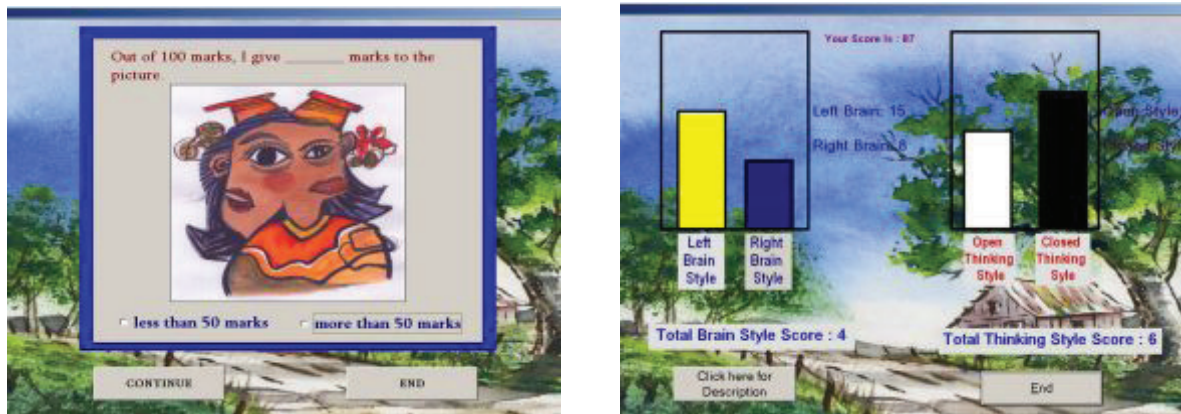 Out of 100 marks, I give ________ marks to the
picture.
less than 50 marks
more than 50 marks
CONTINUE
END
Your Score Is : 87
Left Brain: 15
Right Brain: 8
Open Style
Left
Brain
Style
Right
Brain
Style
Open
Thinking
Style
Closed
Thinking
Syle
Total Brain Style Score : 4
Total Thinking Style Score : 6
Click here for
Description
End